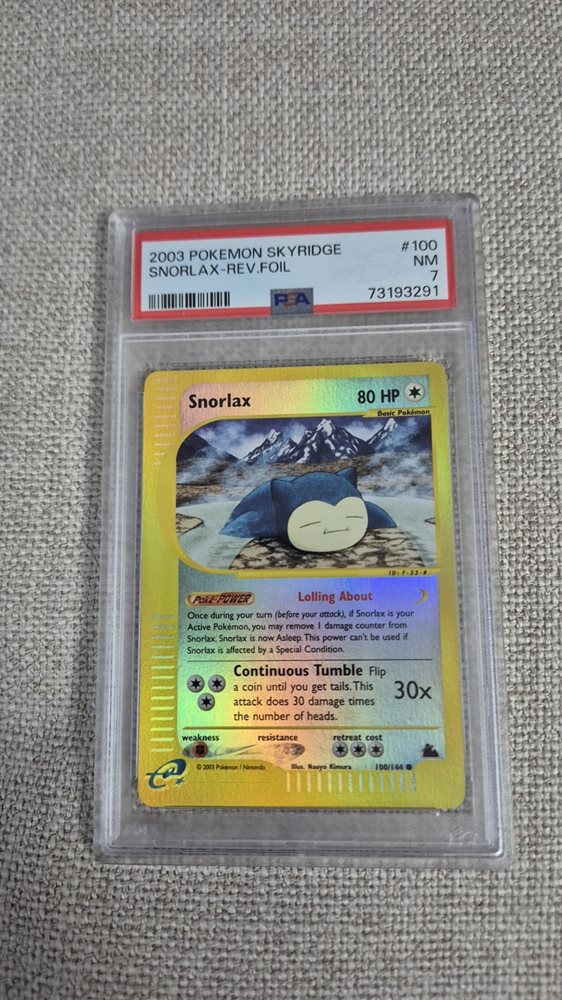 2003 POKEMON SKYRIDGE #100
SNORLAX-REV.FOIL NM
7
PSA 73193291
Snorlax 80 HP
Basic Pokémon
ID: F-33-#
Poké-POWER Lolling About
Once during your turn (before your attack), if Snorlax is your
Active Pokémon, you may remove 1 damage counter from
Snorlax. Snorlax is now Asleep. This power can't be used if
Snorlax is affected by a Special Condition.
Continuous Tumble Flip
a coin until you get tails. This
attack does 30 damage times
the number of heads.
30x
weakness resistance retreat cost
© 2003 Pokémon / Nintendo Illus. Naoyo Kimura 100/144
e